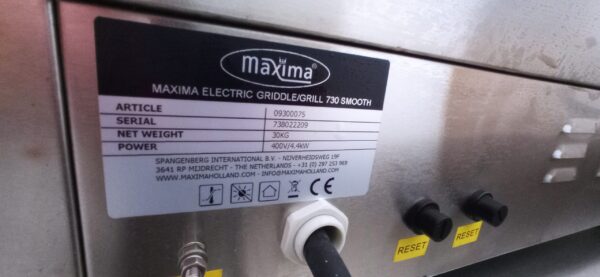 maxima®
MAXIMA ELECTRIC GRIDDLE/GRILL 730 SMOOTH
ARTICLE 09300075
SERIAL 738022209
NET WEIGHT 30KG
POWER 400V/4.4kW
SPANGENBERG INTERNATIONAL B.V. - NIJVERHEIDSWEG 19F
3641 RP MIJDRECHT - THE NETHERLANDS - +31 (0) 297 253 969
WWW.MAXIMAHOLLAND.COM - INFO@MAXIMAHOLLAND.COM
CE
RESET
RESET